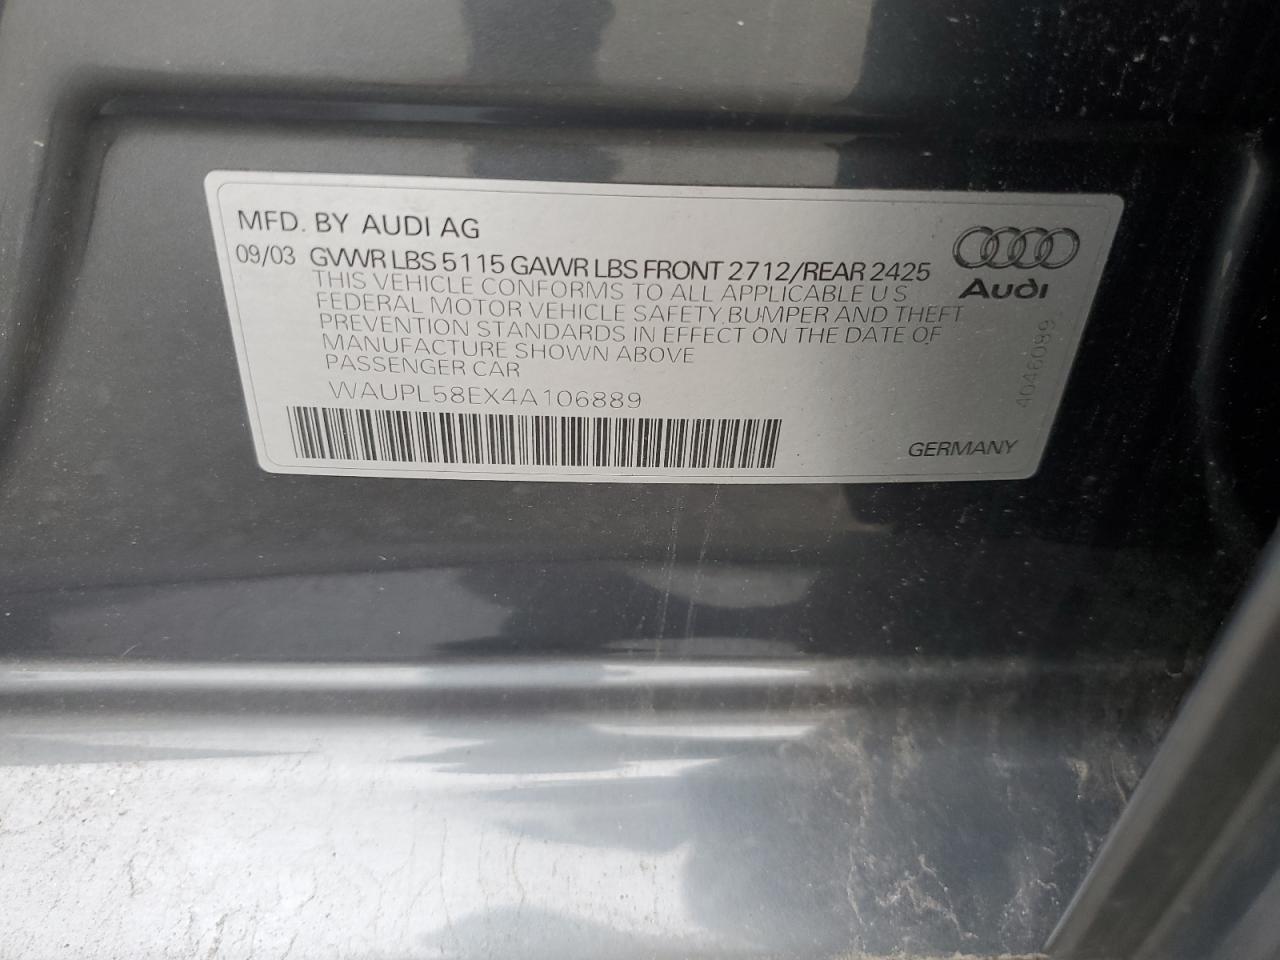 MFD. BY AUDI AG
09/03 GVWR LBS 5115 GAWR LBS FRONT 2712/REAR 2425
THIS VEHICLE CONFORMS TO ALL APPLICABLE U S
FEDERAL MOTOR VEHICLE SAFETY,BUMPER AND THEFT
PREVENTION STANDARDS IN EFFECT ON THE DATE OF
MANUFACTURE SHOWN ABOVE
PASSENGER CAR
WAUPL58EX4A106889
Audi
4046089
GERMANY